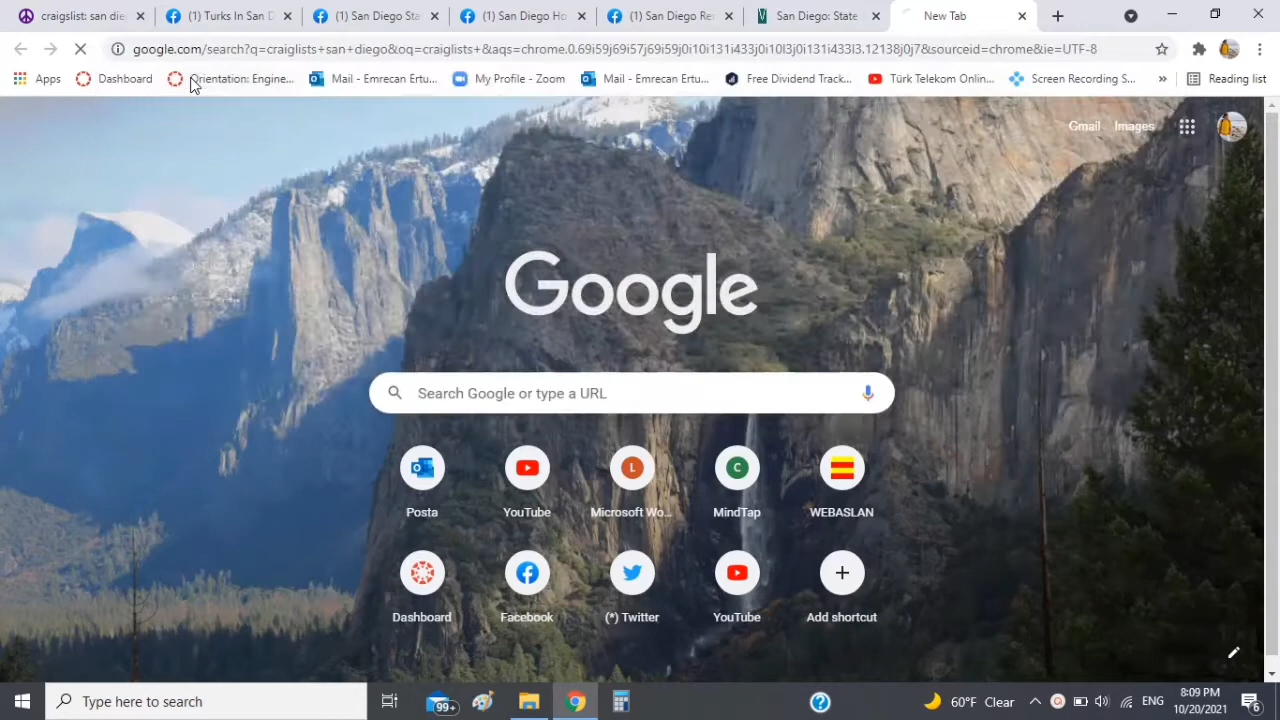 craigslist: san die
(1) Turks In San D
(1) San Diego Sta
(1) San Diego Ho
(1) San Diego Re
San Diego: State
New Tab
google.com/search?q=craiglists+san+diego&oq=craiglists+&aqs=chrome.0.69i59j69i57j69i59j0i10i131i433j0i10l3j0i131i433l3.12138j0j7&sourceid=chrome&ie=UTF-8
Apps
Dashboard
Orientation: Engine...
Mail - Emrecan Ertu...
My Profile - Zoom
Mail - Emrecan Ertu...
Free Dividend Track...
Türk Telekom Onlin...
Screen Recording S...
»
Reading list
Gmail Images
Google
Search Google or type a URL
L
C
Posta
YouTube
Microsoft Wo...
MindTap
WEBASLAN
Dashboard
Facebook
(*) Twitter
YouTube
Add shortcut
Type here to search
99+
60°F Clear
ENG
8:09 PM
10/20/2021
6